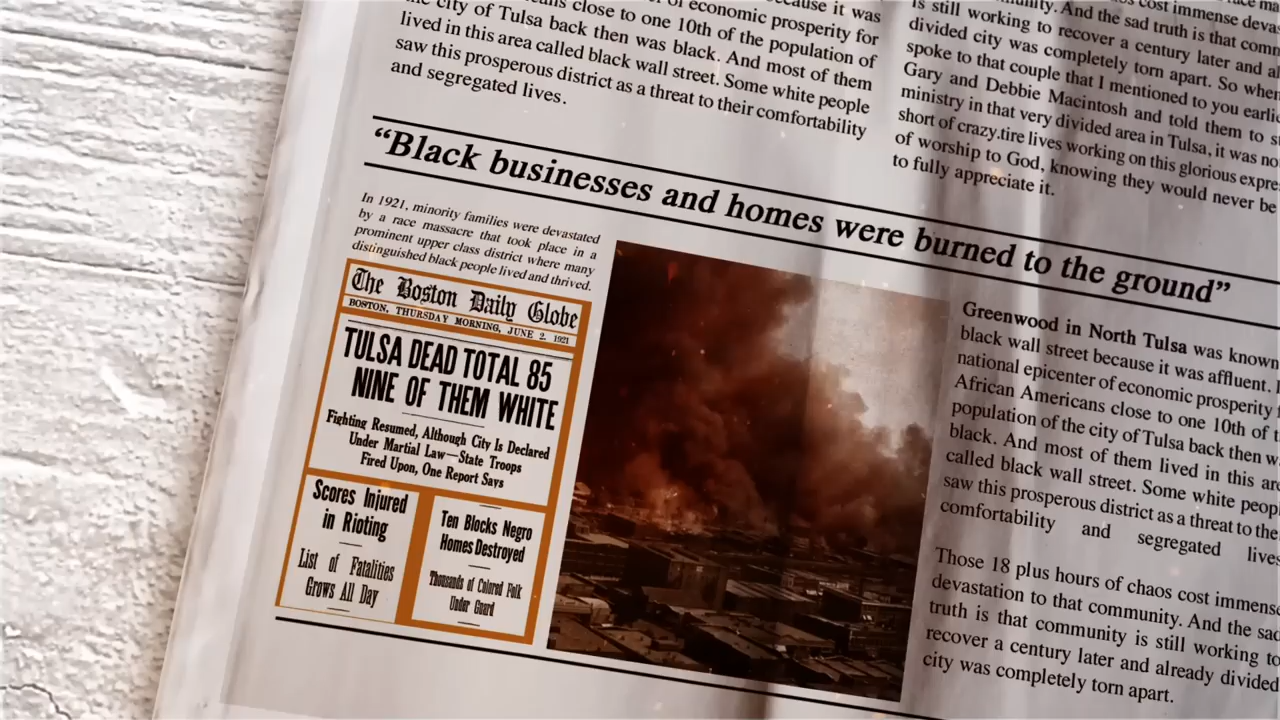 of economic prosperity for
close to one 10th of the population of
city of Tulsa back then was black. And most of them
lived in this area called black wall street. Some white people
saw this prosperous district as a threat to their comfortability
and segregated lives.
is still working to recover a century later and
divided city was completely torn apart. So when
spoke to that couple that I mentioned to you
Gary and Debbie Macintosh and told them to
ministry in that very divided area in Tulsa, it was
short of crazy.tire lives working on this glorious
of worship to God, knowing they would never be
to fully appreciate it.
“Black businesses and homes were burned to the ground”
In 1921, minority families were devastated
by a race massacre that took place in a
prominent upper class district where many
distinguished black people lived and thrived.
The Boston Daily Globe
BOSTON, THURSDAY MORNING, JUNE 2, 1921
TULSA DEAD TOTAL 85
NINE OF THEM WHITE
Fighting Resumed, Although City Is Declared
Under Martial Law—State Troops
Fired Upon, One Report Says
Scores Injured
in Rioting
List of Fatalities
Grows All Day
Ten Blocks Negro
Homes Destroyed
Thousands of Colored Folk
Under Guard
Greenwood in North Tulsa was known
black wall street because it was affluent.
national epicenter of economic prosperity
African Americans close to one 10th of
population of the city of Tulsa back then
black. And most of them lived in this
called black wall street. Some white
saw this prosperous district as a threat to
comfortability and segregated
Those 18 plus hours of chaos cost
devastation to that community. And the
truth is that community is still working to
recover a century later and already divided
city was completely torn apart.